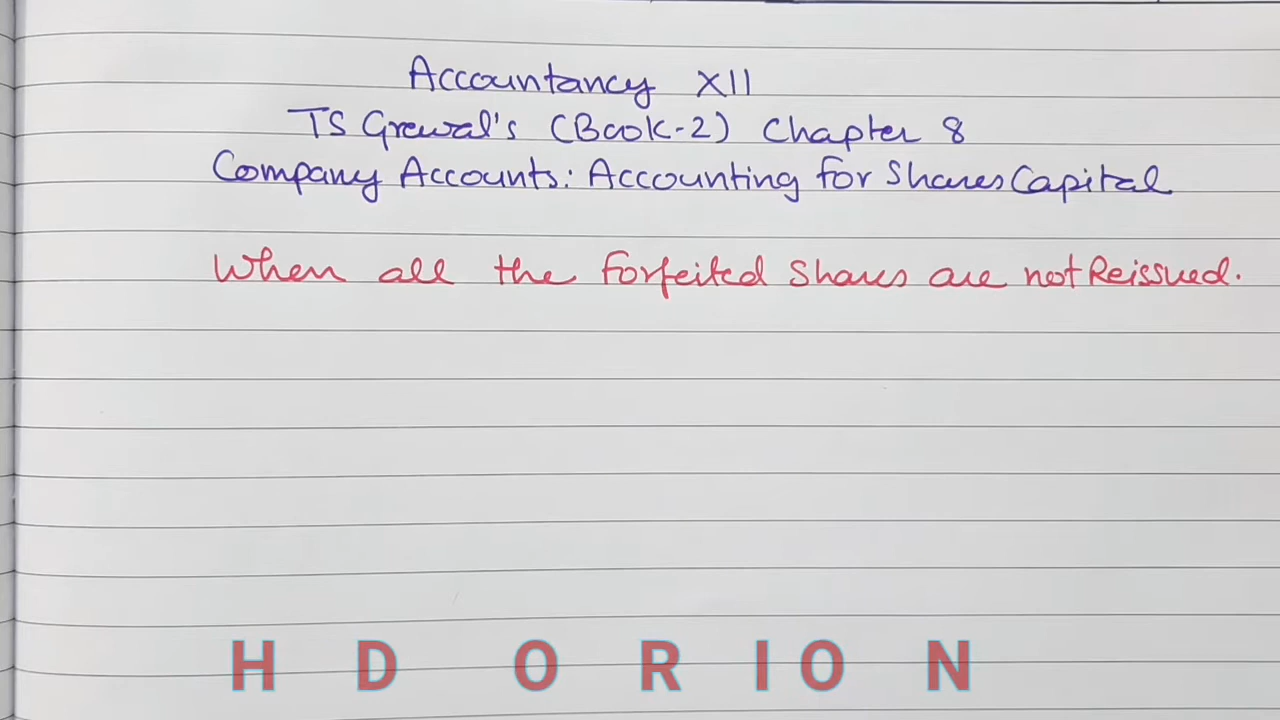 Accountancy XII
TS Grewal's (Book-2) Chapter 8
Company Accounts: Accounting for Shares Capital
When all the forfeited Shares are not Reissued.
H D O R I O N